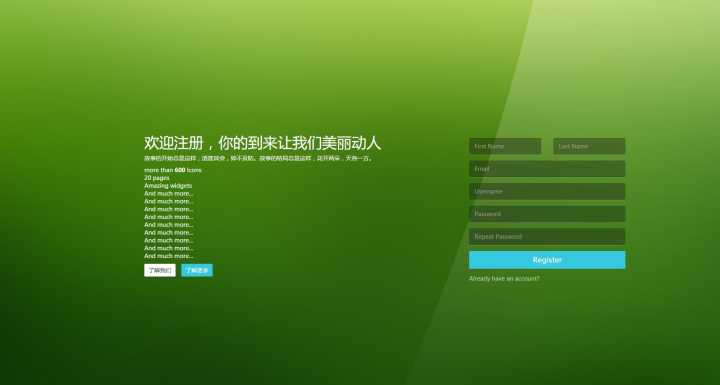 欢迎注册，你的到来让我们美丽动人
故事的开始总是这样，适逢其会，猝不及防。故事的结局总是这样，花开两朵，天各一方。
more than 600 Icons
20 pages
Amazing widgets
And much more...
And much more...
And much more...
And much more...
And much more...
And much more...
And much more...
And much more...
And much more...
了解我们 了解更多
First Name Last Name
Email
Username
Password
Repeat Password
Register
Already have an account?